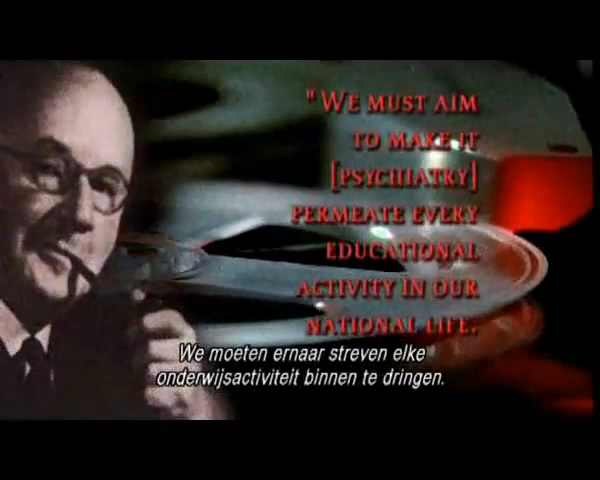 "WE MUST AIM
TO MAKE IT
[PSYCHIATRY]
PERMEATE EVERY
EDUCATIONAL
ACTIVITY IN OUR
NATIONAL LIFE.
We moeten ernaar streven elke
onderwijsactiviteit binnen te dringen.